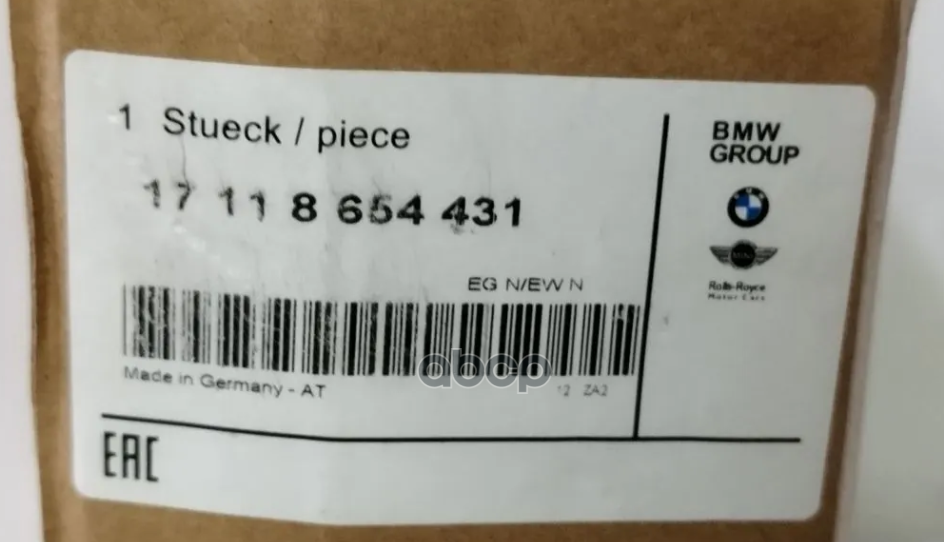 1 Stueck / piece
17 11 8 654 431
EG N/EW N
Made in Germany - AT
12 ZA2
EAC
BMW
GROUP
Rolls-Royce
Motor Cars
abcp